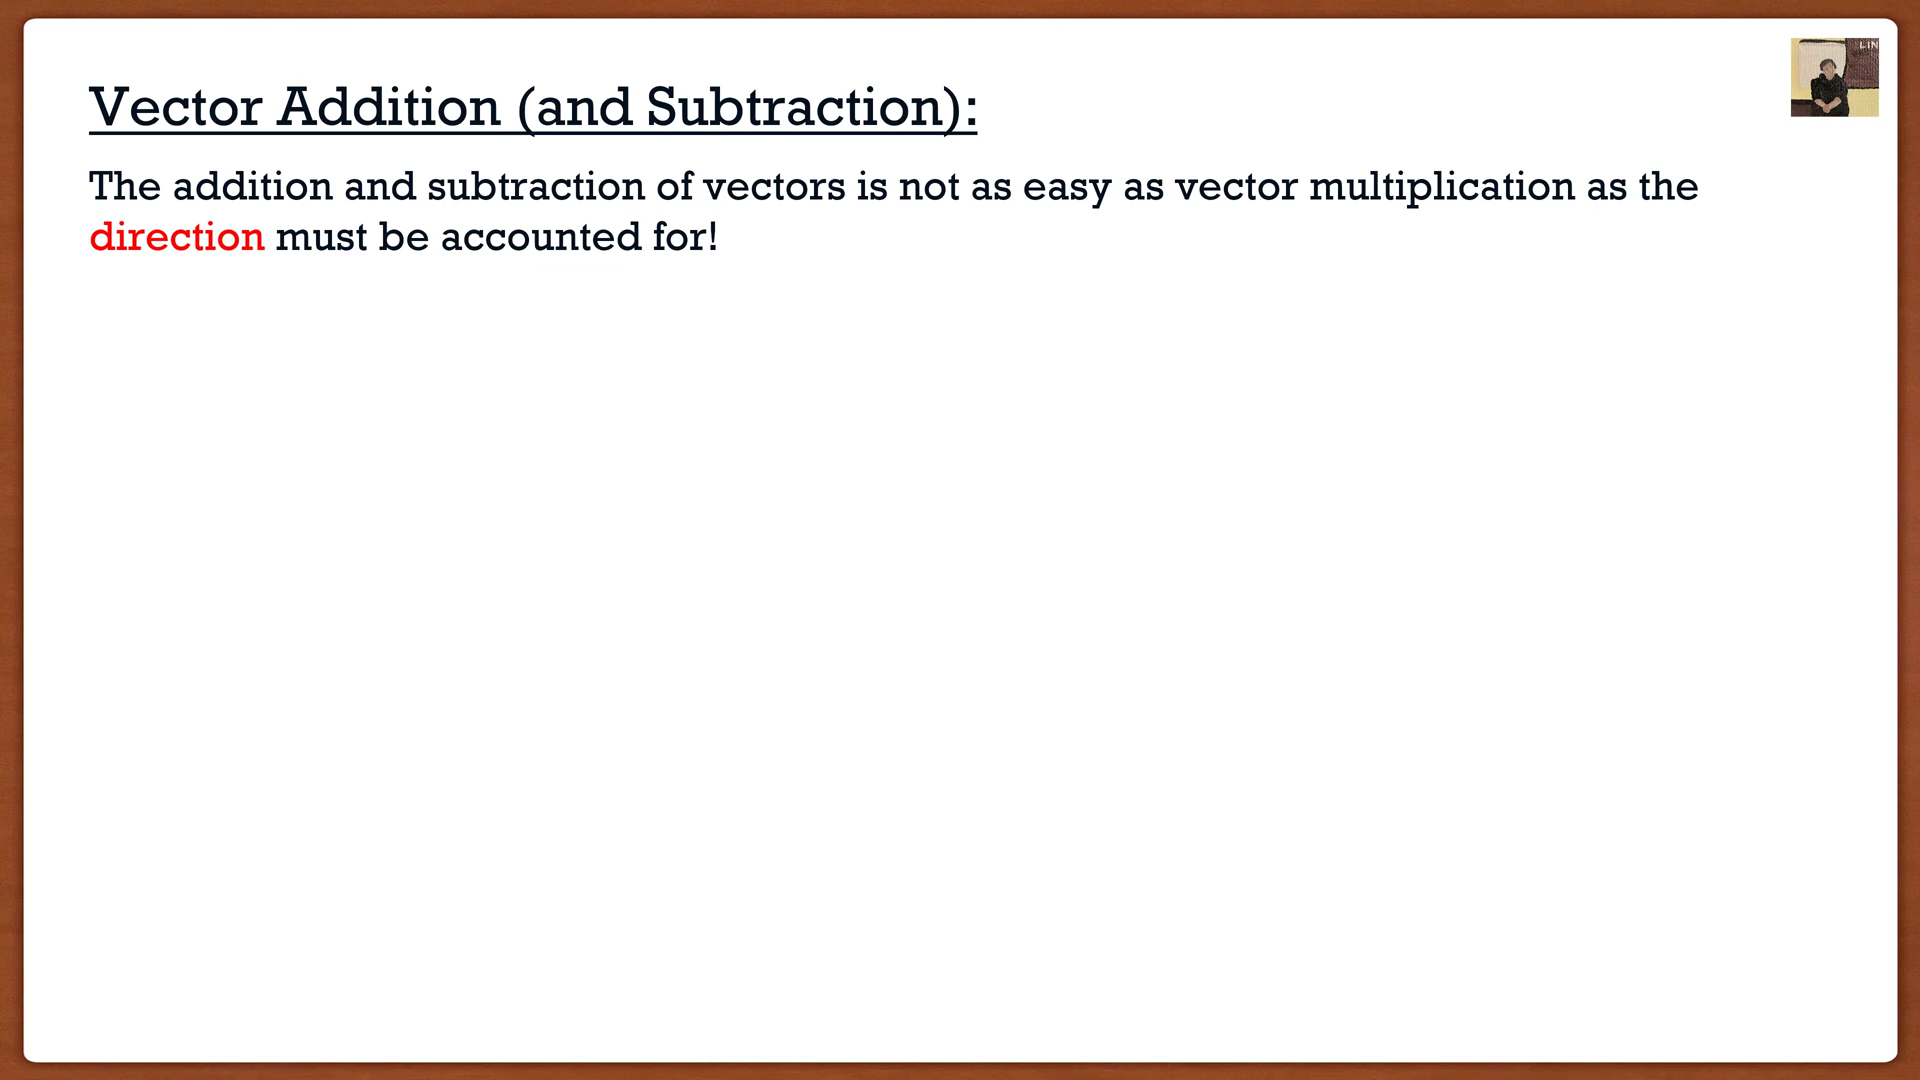 LIN
Vector Addition (and Subtraction):
The addition and subtraction of vectors is not as easy as vector multiplication as the
direction must be accounted for!